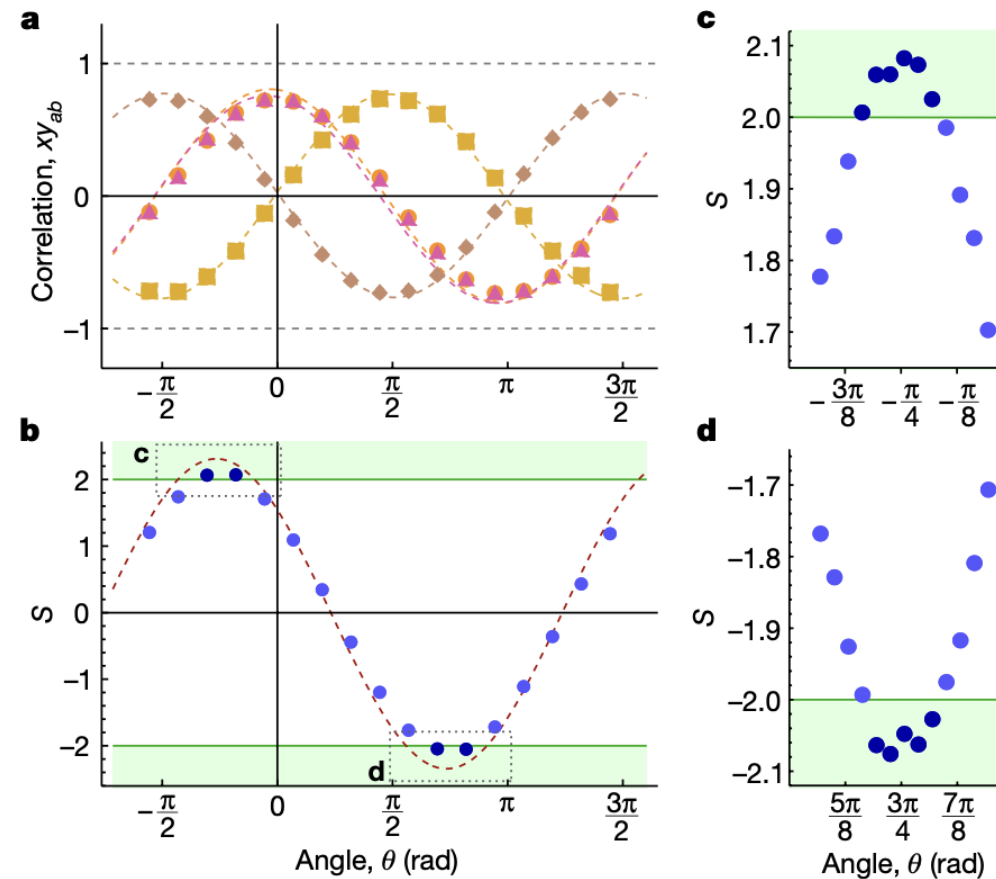 a
Correlation, xy_ab
1
0
−1
−π/2
0
π/2
π
3π/2
b
S
2
1
0
−1
−2
c
d
−π/2
0
π/2
π
3π/2
Angle, θ (rad)
c
S
2.1
2.0
1.9
1.8
1.7
−3π/8
−π/4
−π/8
d
S
−1.7
−1.8
−1.9
−2.0
−2.1
5π/8
3π/4
7π/8
Angle, θ (rad)